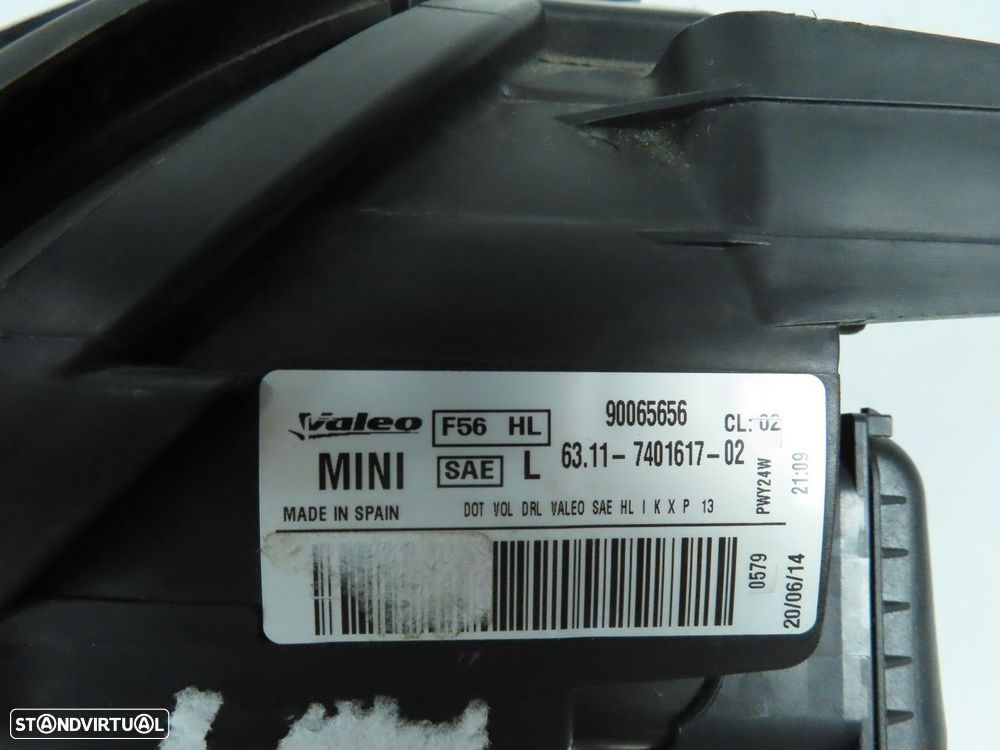 Valeo F56 HL 90065656 CL: 02
MINI SAE L 63.11-7401617-02
MADE IN SPAIN DOT VOL DRL VALEO SAE HL I K X P 13
PWY24W 21:09
0579 20/06/14
STANDVIRTUAL